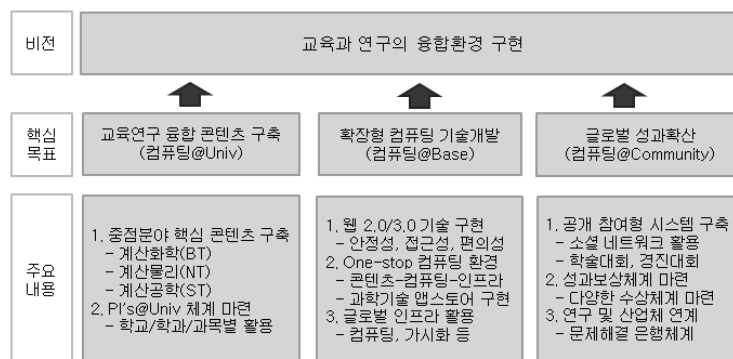 비전
교육과 연구의 융합환경 구현
핵심
목표
교육연구 융합 콘텐츠 구축
(컴퓨팅@Univ)
확장형 컴퓨팅 기술개발
(컴퓨팅@Base)
글로벌 성과확산
(컴퓨팅@Community)
주요
내용
1. 중점분야 핵심 콘텐츠 구축
- 계산화학(BT)
- 계산물리(NT)
- 계산공학(ST)
2. PI's@Univ 체계 마련
- 학교/학과/과목별 활용
1. 웹 2.0/3.0 기술 구현
- 안정성, 접근성, 편의성
2. One-stop 컴퓨팅 환경
- 콘텐츠-컴퓨팅-인프라
- 과학기술 앱스토어 구현
3. 글로벌 인프라 활용
- 컴퓨팅, 가시화 등
1. 공개 참여형 시스템 구축
- 소셜 네트워크 활용
- 학술대회, 경진대회
2. 성과보상체계 마련
- 다양한 수상체계 마련
3. 연구 및 산업체 연계
- 문제해결 은행체계